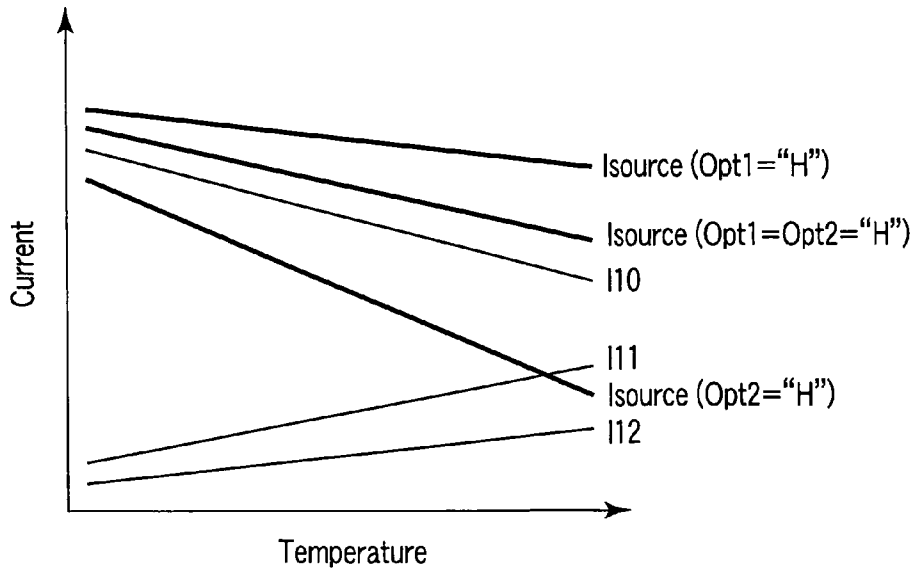 Current
Isource (Opt1=“H”)
Isource (Opt1=Opt2=“H”)
I10
I11
Isource (Opt2=“H”)
I12
Temperature